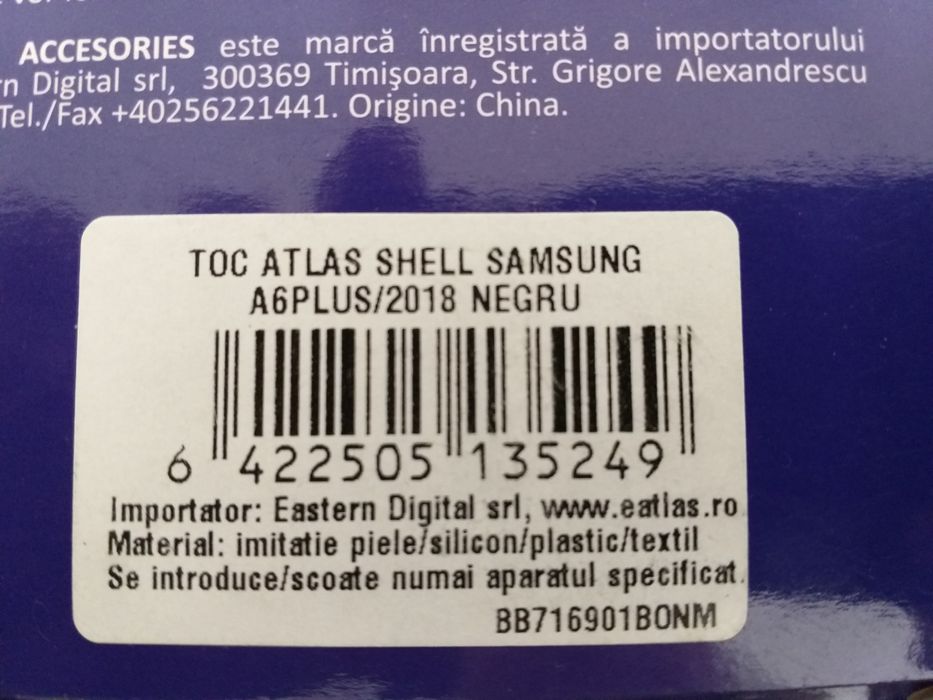 ACCESORIES este marcă înregistrată a importatorului
Digital srl, 300369 Timişoara, Str. Grigore Alexandrescu
Tel./Fax +40256221441. Origine: China.
TOC ATLAS SHELL SAMSUNG
A6PLUS/2018 NEGRU
6 422505 135249
Importator: Eastern Digital srl, www.eatlas.ro
Material: imitatie piele/silicon/plastic/textil
Se introduce/scoate numai aparatul specificat.
BB716901BONM